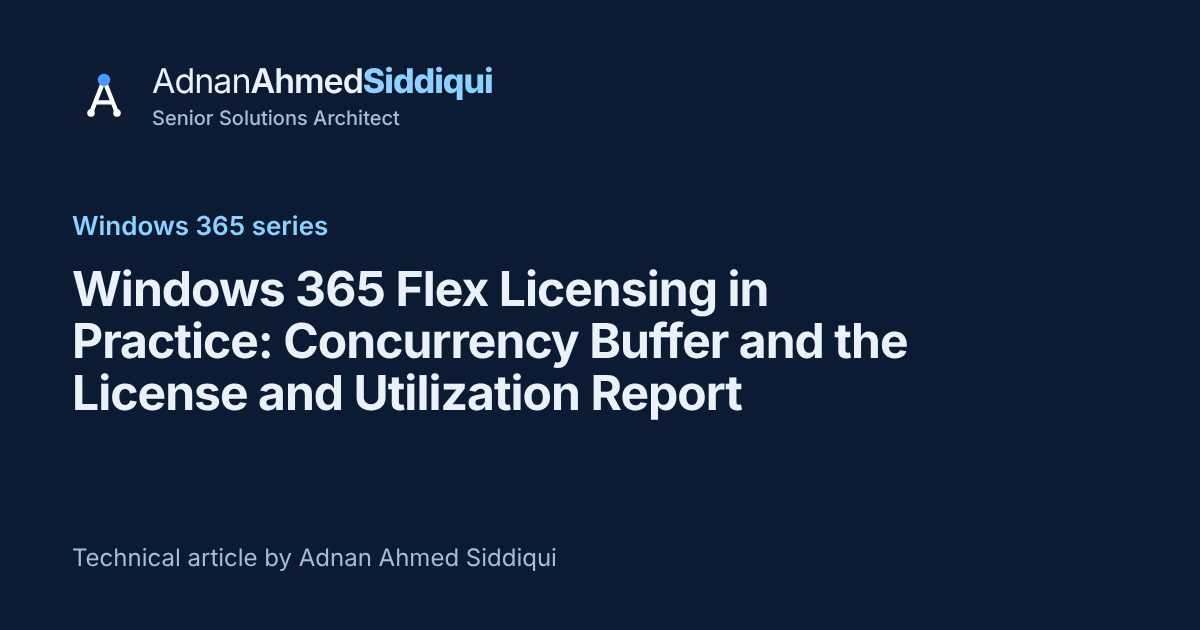 AdnanAhmedSiddiqui
Senior Solutions Architect
Windows 365 series
Windows 365 Flex Licensing in
Practice: Concurrency Buffer and the
License and Utilization Report
Technical article by Adnan Ahmed Siddiqui